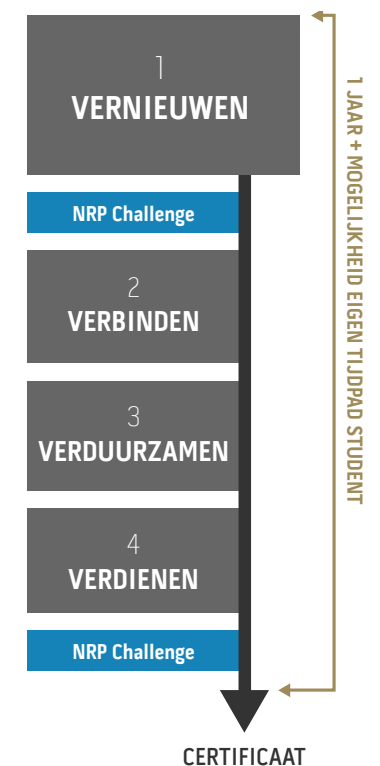 1
VERNIEUWEN
NRP Challenge
2
VERBINDEN
3
VERDUURZAMEN
4
VERDIENEN
NRP Challenge
CERTIFICAAT
1 JAAR + MOGELIJKHEID EIGEN TIJDPAD STUDENT